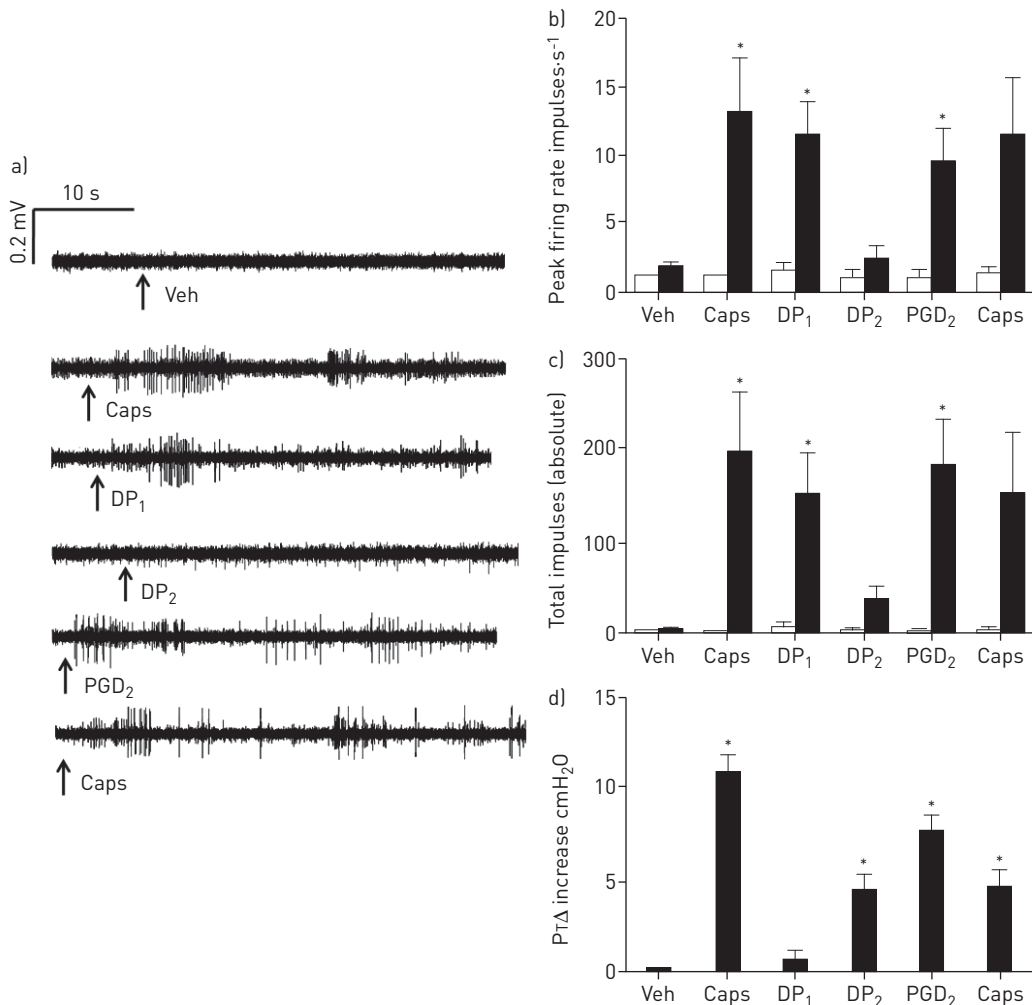 a)
10 s
0.2 mV
Veh
Caps
DP₁
DP₂
PGD₂
Caps
b)
Peak firing rate impulses·s⁻¹
20
15
10
5
0
*
*
*
Veh Caps DP₁ DP₂ PGD₂ Caps
c)
Total impulses (absolute)
300
200
100
0
*
*
*
Veh Caps DP₁ DP₂ PGD₂ Caps
d)
PTΔ increase cmH₂O
15
10
5
0
*
*
*
*
Veh Caps DP₁ DP₂ PGD₂ Caps